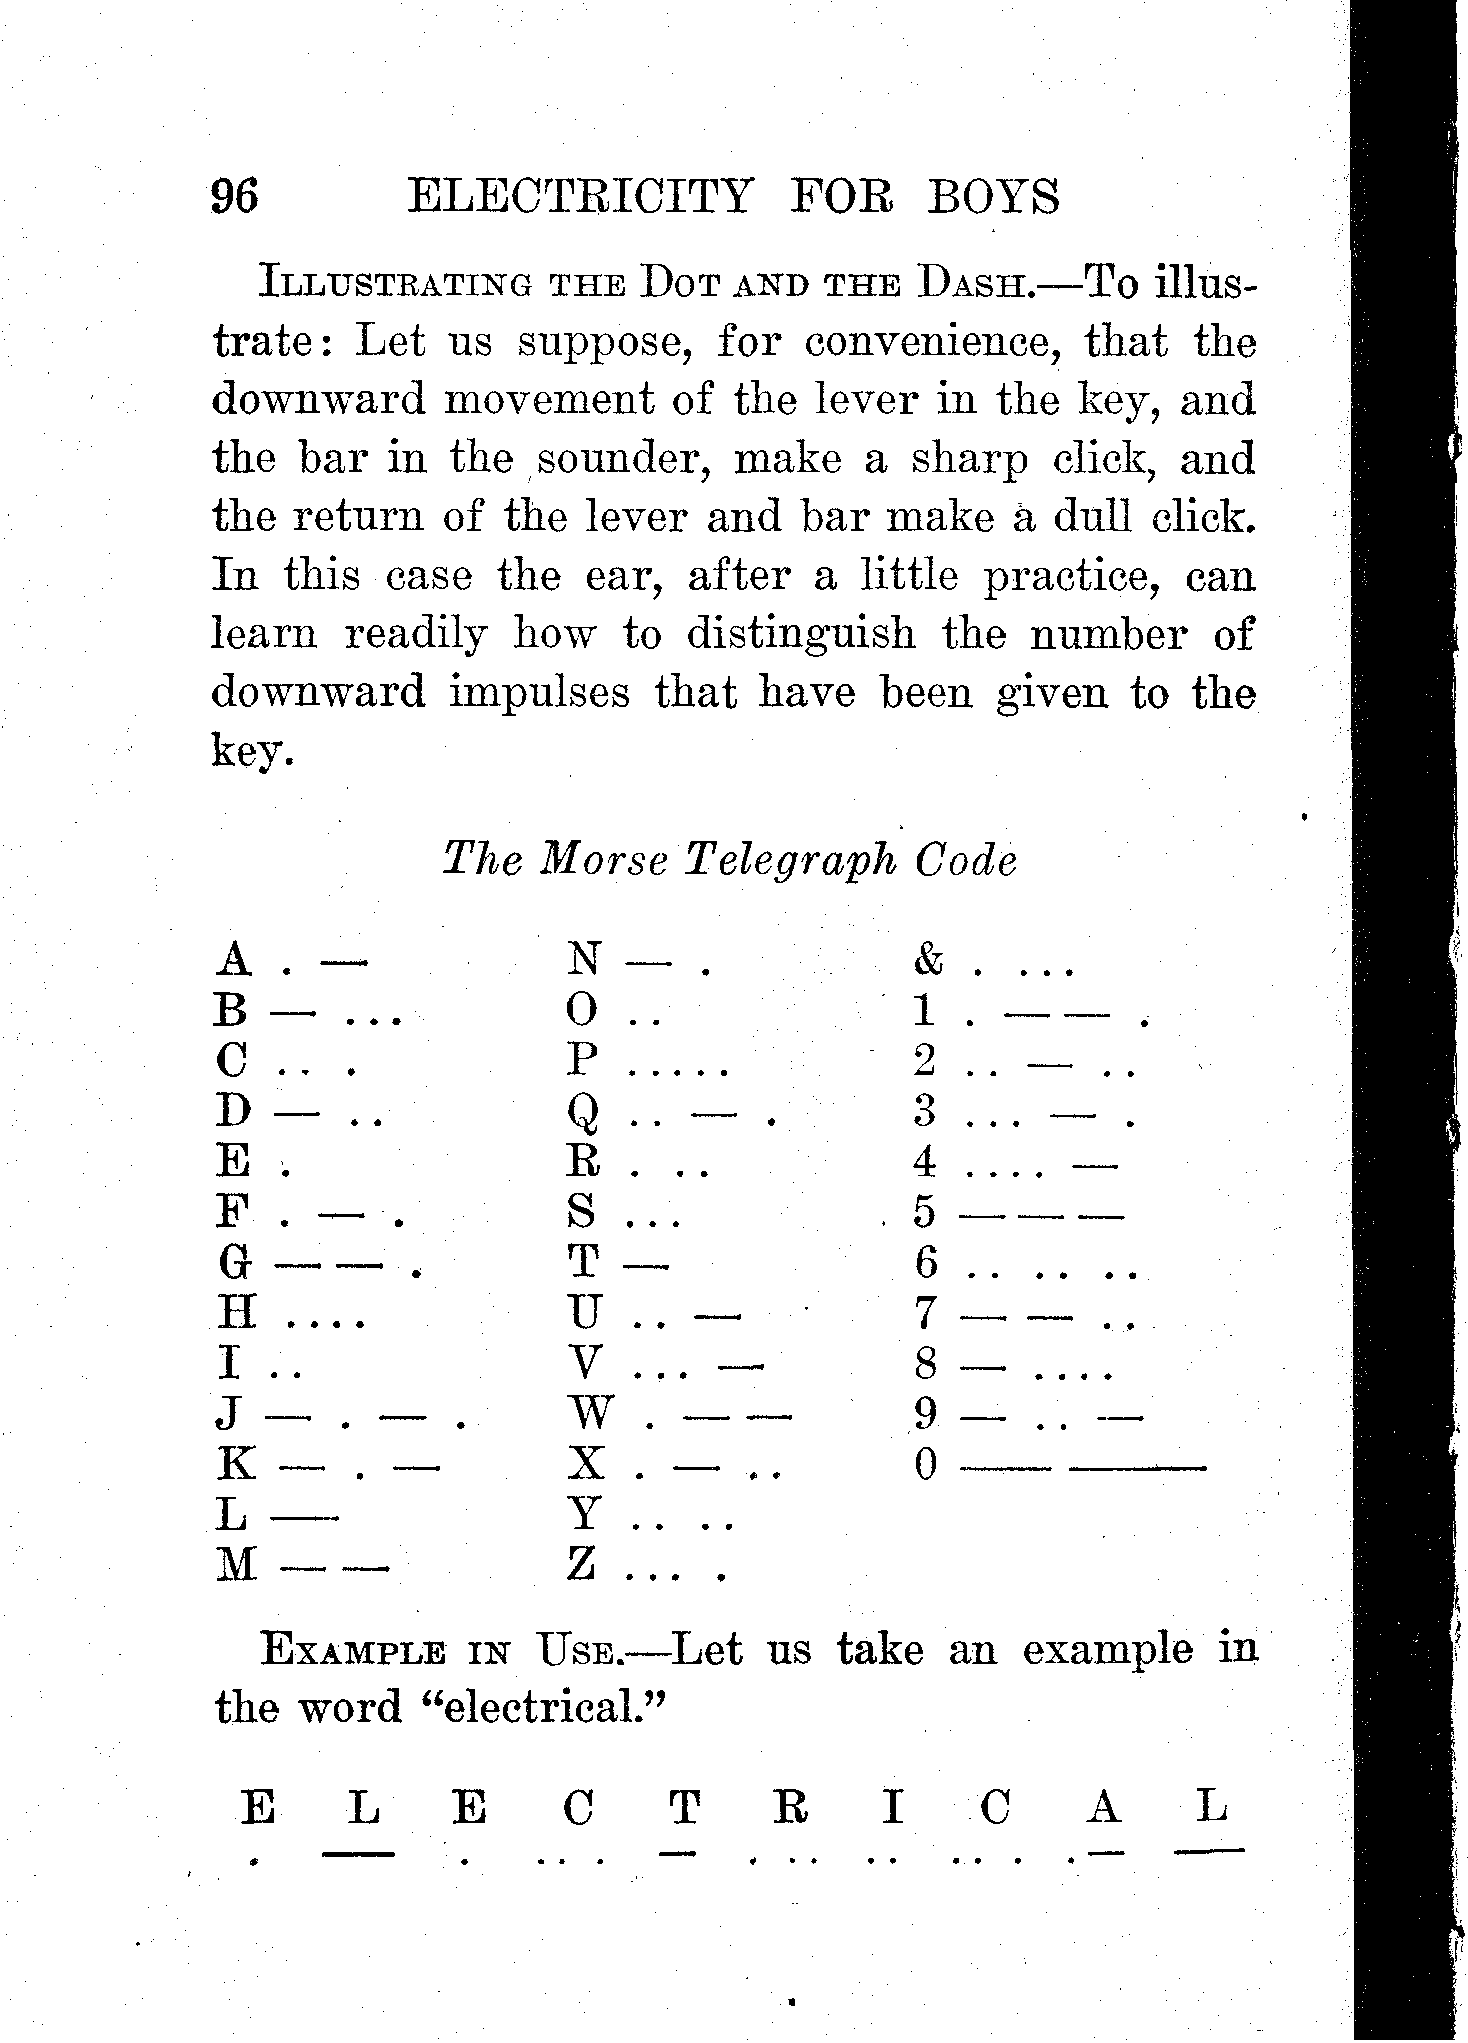 96 ELECTRICITY FOR BOYS
ILLUSTRATING THE DOT AND THE DASH.—To illus-
trate: Let us suppose, for convenience, that the
downward movement of the lever in the key, and
the bar in the sounder, make a sharp click, and
the return of the lever and bar make a dull click.
In this case the ear, after a little practice, can
learn readily how to distinguish the number of
downward impulses that have been given to the
key.
The Morse Telegraph Code
A . — N — . & . ...
B — ... O .. 1 . — — .
C .. . P ..... 2 .. — ..
D — .. Q .. — . 3 ... — .
E . R . .. 4 .... —
F . — . S ... 5 — — —
G — — . T — 6 .. .. ..
H .... U .. — 7 — — ..
I .. V ... — 8 — ....
J — . — . W . — — 9 — .. —
K — . — X . — .. 0 —— ———
L —— Y .. ..
M — — Z ... .
EXAMPLE IN USE.—Let us take an example in
the word “electrical.”
E L E C T R I C A L
. —— . .. . — . .. .. .. . . — ——